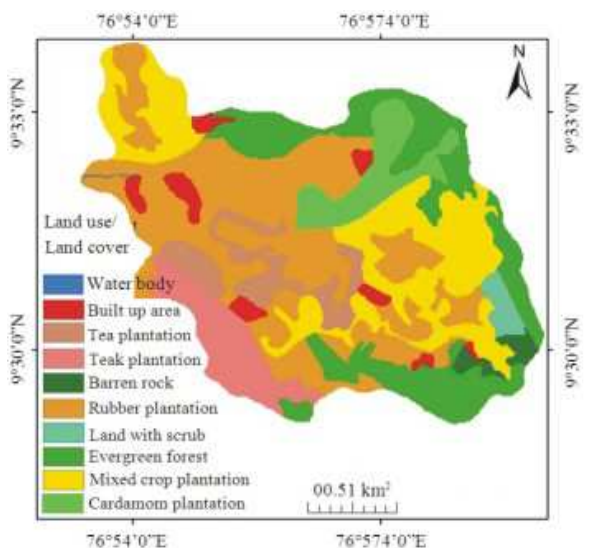 76°54′0″E 76°574′0″E
N
9°33′0″N 9°33′0″N
Land use/
Land cover
Water body
Built up area
Tea plantation
Teak plantation
Barren rock
Rubber plantation
Land with scrub
Evergreen forest
Mixed crop plantation
Cardamom plantation
9°30′0″N 9°30′0″N
00.51 km²
76°54′0″E 76°574′0″E